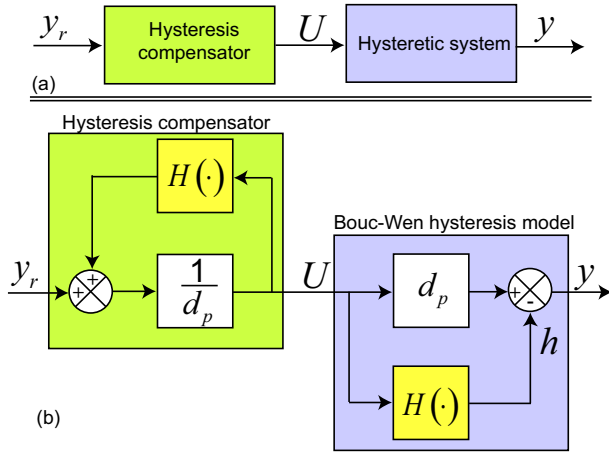 y_r
Hysteresis
compensator
U
Hysteretic system
y
(a)
Hysteresis compensator
H(·)
Bouc-Wen hysteresis model
y_r
+
+
1
d_p
U
d_p
+
-
y
h
H(·)
(b)